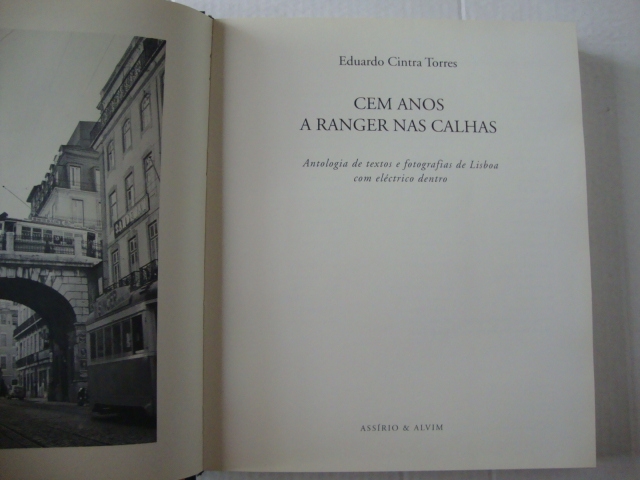 Eduardo Cintra Torres
CEM ANOS
A RANGER NAS CALHAS
Antologia de textos e fotografias de Lisboa
com eléctrico dentro
ASSÍRIO & ALVIM